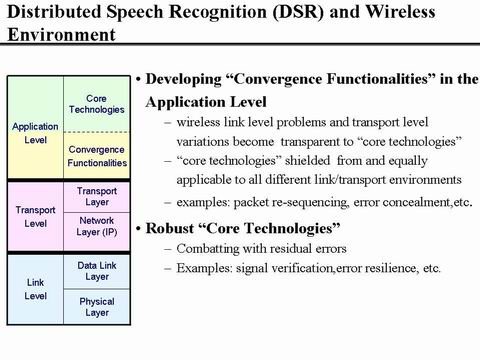 Distributed Speech Recognition (DSR) and Wireless
Environment
Application
Level
Core
Technologies
Convergence
Functionalities
Transport
Level
Transport
Layer
Network
Layer (IP)
Link
Level
Data Link
Layer
Physical
Layer
• Developing “Convergence Functionalities” in the
Application Level
– wireless link level problems and transport level
variations become transparent to “core technologies”
– “core technologies” shielded from and equally
applicable to all different link/transport environments
– examples: packet re-sequencing, error concealment,etc.
• Robust “Core Technologies”
– Combatting with residual errors
– Examples: signal verification,error resilience, etc.